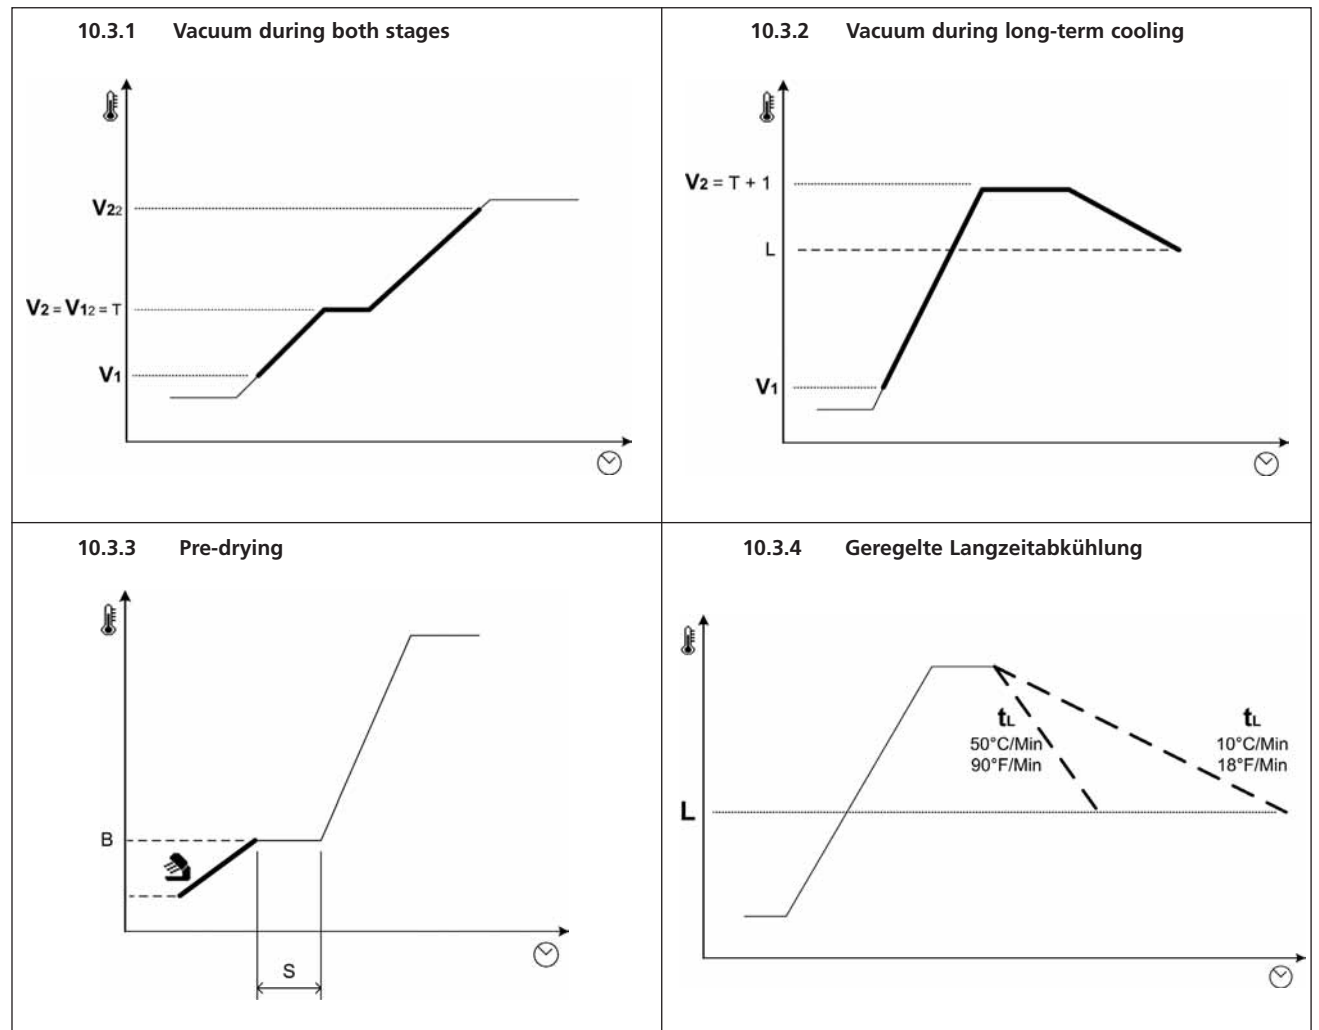 10.3.1 Vacuum during both stages
V22
V2 = V12 = T
V1
10.3.2 Vacuum during long-term cooling
V2 = T + 1
L
V1
10.3.3 Pre-drying
B
S
10.3.4 Geregelte Langzeitabkühlung
tL
50°C/Min
90°F/Min
tL
10°C/Min
18°F/Min
L